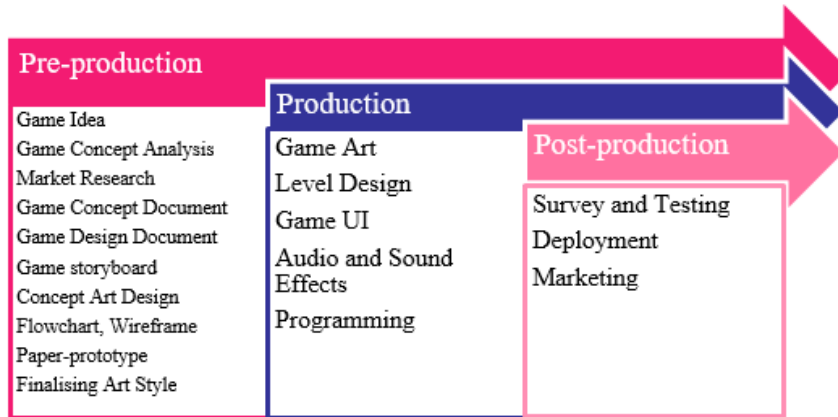 Pre-production
Game Idea
Game Concept Analysis
Market Research
Game Concept Document
Game Design Document
Game storyboard
Concept Art Design
Flowchart, Wireframe
Paper-prototype
Finalising Art Style
Production
Game Art
Level Design
Game UI
Audio and Sound
Effects
Programming
Post-production
Survey and Testing
Deployment
Marketing